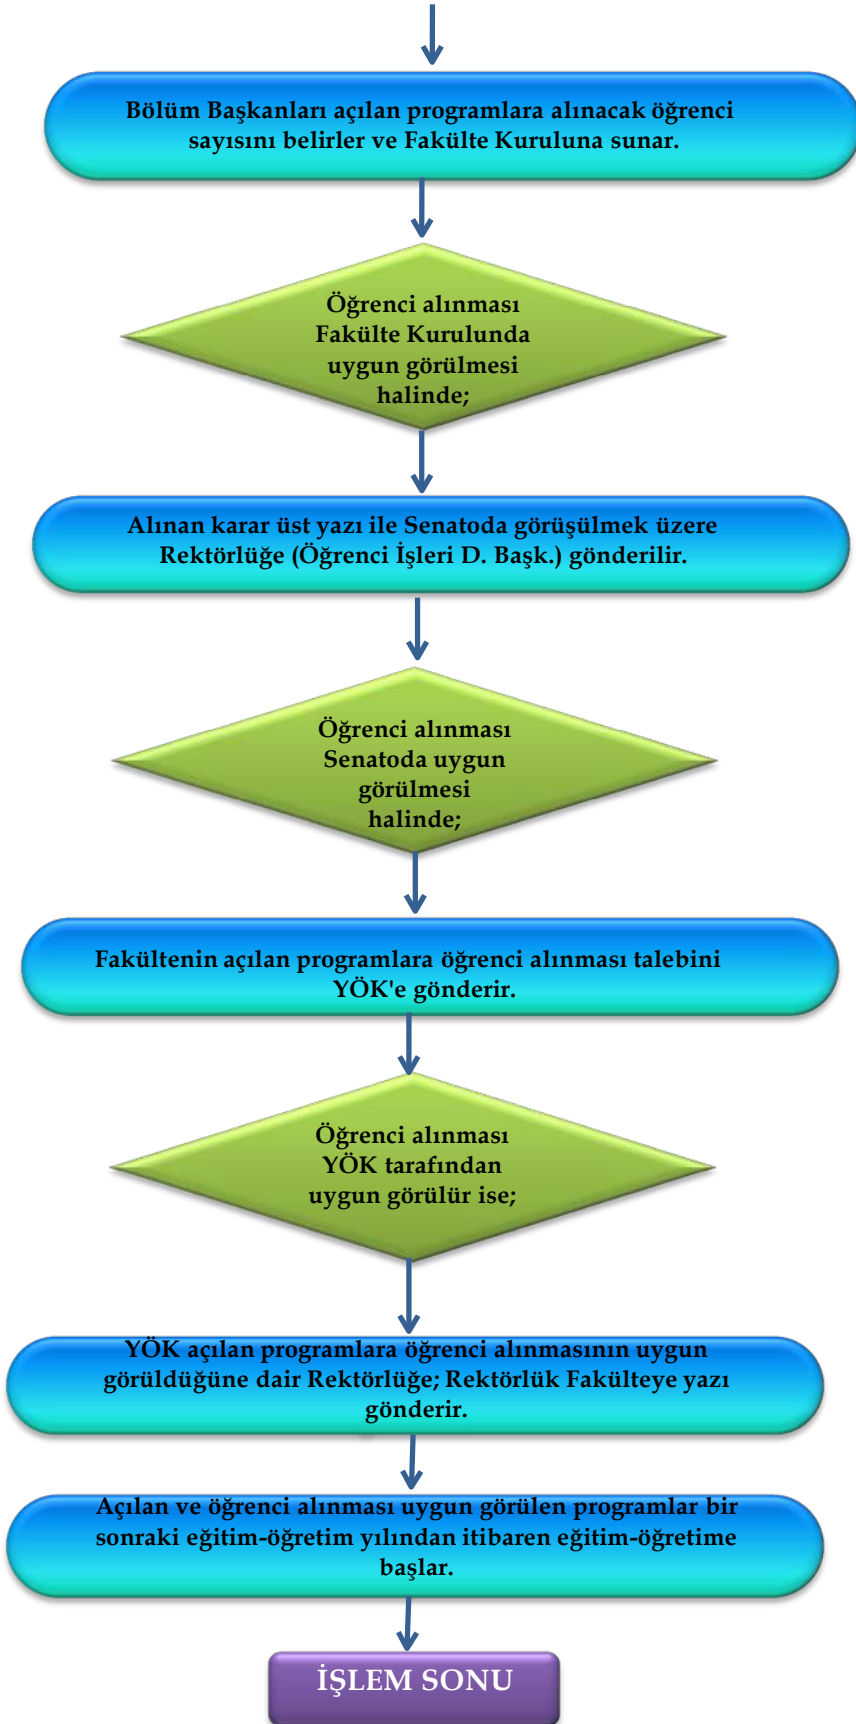 Bölüm Başkanları açılan programlara alınacak öğrenci
sayısını belirler ve Fakülte Kuruluna sunar.
Öğrenci alınması
Fakülte Kurulunda
uygun görülmesi
halinde;
Alınan karar üst yazı ile Senatoda görüşülmek üzere
Rektörlüğe (Öğrenci İşleri D. Başk.) gönderilir.
Öğrenci alınması
Senatoda uygun
görülmesi
halinde;
Fakültenin açılan programlara öğrenci alınması talebini
YÖK'e gönderir.
Öğrenci alınması
YÖK tarafından
uygun görülür ise;
YÖK açılan programlara öğrenci alınmasının uygun
görüldüğüne dair Rektörlüğe; Rektörlük Fakülteye yazı
gönderir.
Açılan ve öğrenci alınması uygun görülen programlar bir
sonraki eğitim-öğretim yılından itibaren eğitim-öğretime
başlar.
İŞLEM SONU